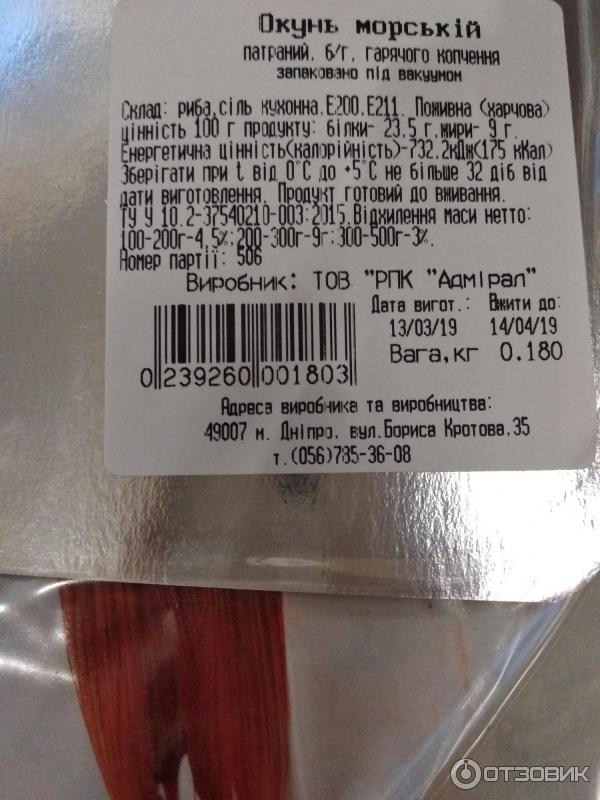 Окунь морській
патраний, б/г, гарячого копчення
запаковано під вакуумом
Склад: риба,сіль кухонна,Е200,Е211. Поживна (харчова)
цінність 100 г продукту: білки- 23.5 г,жири- 9 г.
Енергетична цінність(калорійність)-732,2кДж(175 кКал)
Зберігати при t від 0°С до +5°С не більше 32 діб від
дати виготовлення. Продукт готовий до вживання.
ТУ У 10.2-37540210-003:2015.Відхилення маси нетто:
100-200г-4,5%;200-300г-9г;300-500г-3%.
Номер партії: 506
Виробник: ТОВ "РПК "Адмірал"
Дата вигот.: Вжити до:
13/03/19 14/04/19
Вага,кг 0.180
0 239260 001803
Адреса виробника та виробництва:
49007 м. Дніпро, вул.Бориса Кротова,35
т.(056)785-36-08
ОТЗОВИК